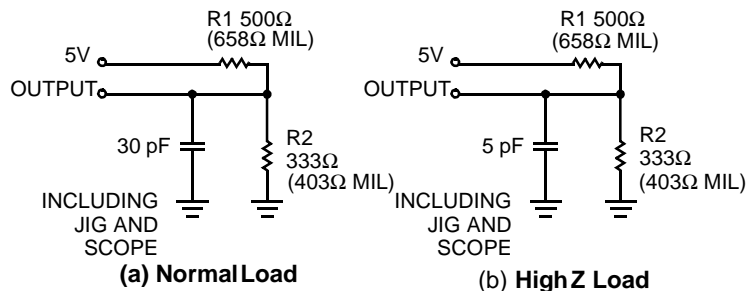 R1 500Ω
(658Ω MIL)
5V
OUTPUT
30 pF
R2
333Ω
(403Ω MIL)
INCLUDING
JIG AND
SCOPE
(a) Normal Load
R1 500Ω
(658Ω MIL)
5V
OUTPUT
5 pF
R2
333Ω
(403Ω MIL)
INCLUDING
JIG AND
SCOPE
(b) High Z Load